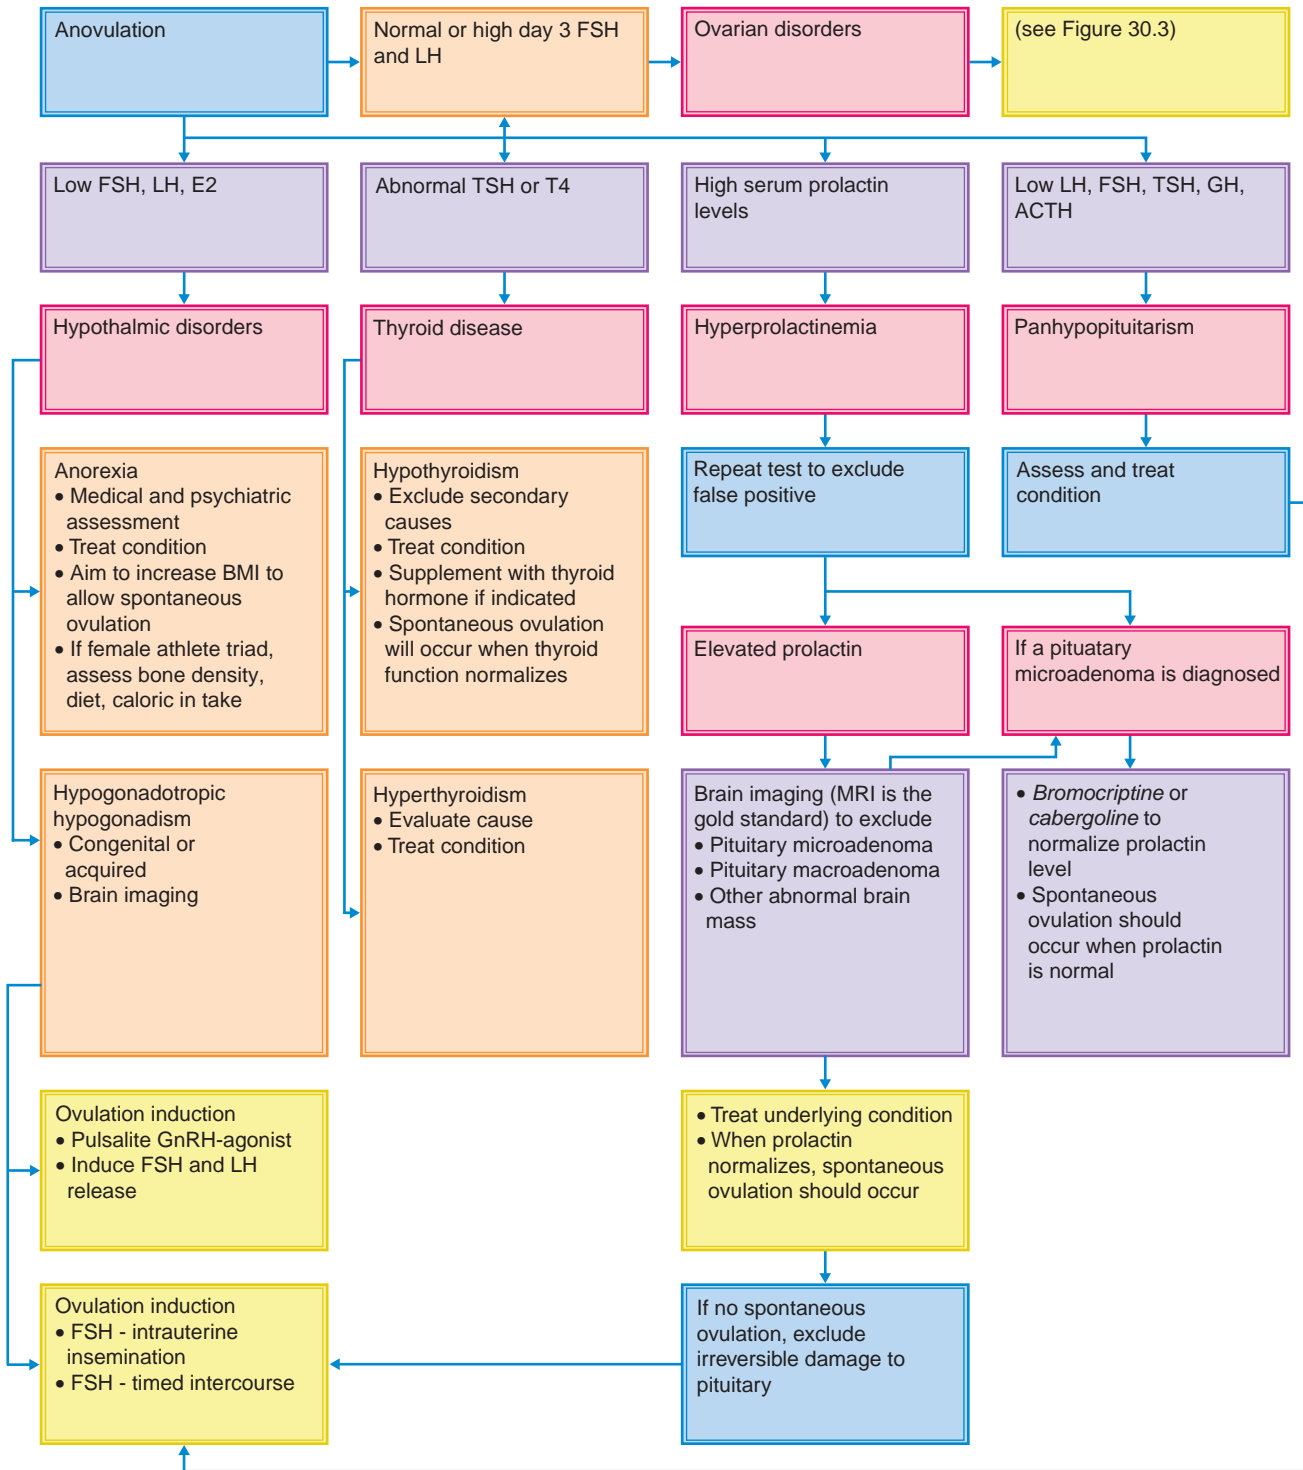 Anovulation
Normal or high day 3 FSH
and LH
Ovarian disorders
(see Figure 30.3)
Low FSH, LH, E2
Abnormal TSH or T4
High serum prolactin
levels
Low LH, FSH, TSH, GH,
ACTH
Hypothalmic disorders
Thyroid disease
Hyperprolactinemia
Panhypopituitarism
Anorexia
• Medical and psychiatric
assessment
• Treat condition
• Aim to increase BMI to
allow spontaneous
ovulation
• If female athlete triad,
assess bone density,
diet, caloric in take
Hypothyroidism
• Exclude secondary
causes
• Treat condition
• Supplement with thyroid
hormone if indicated
• Spontaneous ovulation
will occur when thyroid
function normalizes
Repeat test to exclude
false positive
Assess and treat
condition
Elevated prolactin
If a pituatary
microadenoma is diagnosed
Hypogonadotropic
hypogonadism
• Congenital or
acquired
• Brain imaging
Hyperthyroidism
• Evaluate cause
• Treat condition
Brain imaging (MRI is the
gold standard) to exclude
• Pituitary microadenoma
• Pituitary macroadenoma
• Other abnormal brain
mass
• Bromocriptine or
cabergoline to
normalize prolactin
level
• Spontaneous
ovulation should
occur when prolactin
is normal
Ovulation induction
• Pulsalite GnRH-agonist
• Induce FSH and LH
release
• Treat underlying condition
• When prolactin
normalizes, spontaneous
ovulation should occur
Ovulation induction
• FSH - intrauterine
insemination
• FSH - timed intercourse
If no spontaneous
ovulation, exclude
irreversible damage to
pituitary